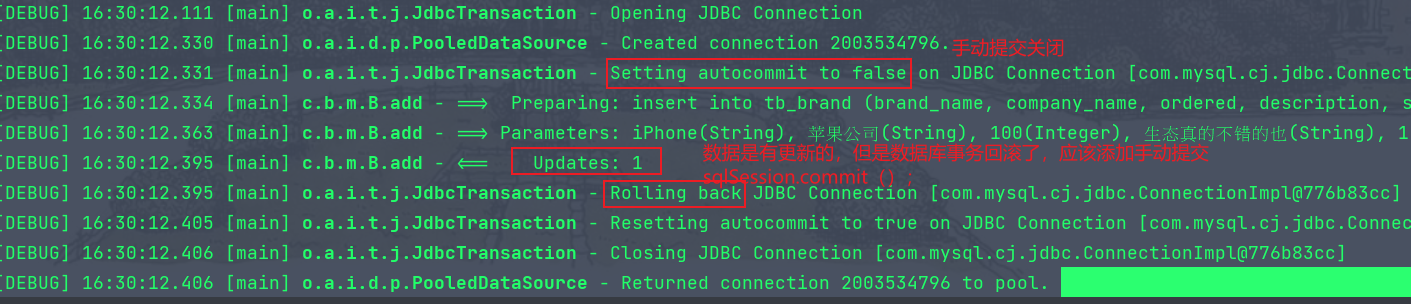 [DEBUG] 16:30:12.111 [main] o.a.i.t.j.JdbcTransaction - Opening JDBC Connection
[DEBUG] 16:30:12.330 [main] o.a.i.d.p.PooledDataSource - Created connection 2003534796.
手动提交关闭
[DEBUG] 16:30:12.331 [main] o.a.i.t.j.JdbcTransaction - Setting autocommit to false on JDBC Connection [com.mysql.cj.jdbc.Connect
[DEBUG] 16:30:12.334 [main] c.b.m.B.add - ==> Preparing: insert into tb_brand (brand_name, company_name, ordered, description, s
[DEBUG] 16:30:12.363 [main] c.b.m.B.add - ==> Parameters: iPhone(String), 苹果公司(String), 100(Integer), 生态真的不错的也(String), 1
[DEBUG] 16:30:12.395 [main] c.b.m.B.add - <== Updates: 1
数据是有更新的，但是数据库事务回滚了，应该添加手动提交
sqlSession.commit（）；
[DEBUG] 16:30:12.395 [main] o.a.i.t.j.JdbcTransaction - Rolling back JDBC Connection [com.mysql.cj.jdbc.ConnectionImpl@776b83cc]
[DEBUG] 16:30:12.405 [main] o.a.i.t.j.JdbcTransaction - Resetting autocommit to true on JDBC Connection [com.mysql.cj.jdbc.Connec
[DEBUG] 16:30:12.406 [main] o.a.i.t.j.JdbcTransaction - Closing JDBC Connection [com.mysql.cj.jdbc.ConnectionImpl@776b83cc]
[DEBUG] 16:30:12.406 [main] o.a.i.d.p.PooledDataSource - Returned connection 2003534796 to pool.